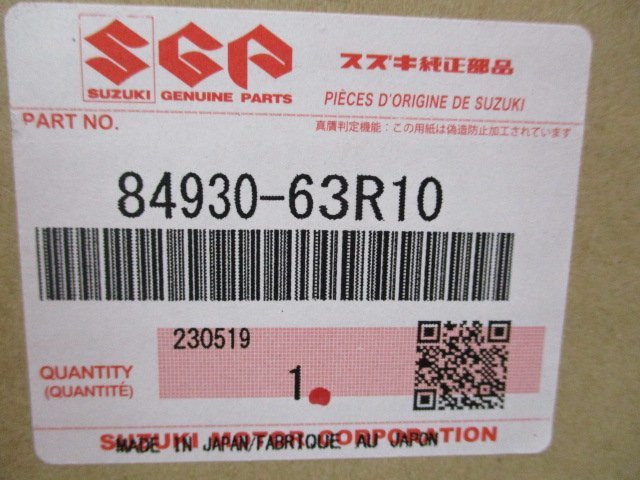 SGP
スズキ純正部品
SUZUKI GENUINE PARTS
PIÈCES D'ORIGINE DE SUZUKI
PART NO.
真贋判定機能：この用紙は偽造防止加工されています
84930-63R10
230519
QUANTITY
(QUANTITÉ)
1
SUZUKI MOTOR CORPORATION
MADE IN JAPAN/FABRIQUE AU JAPON